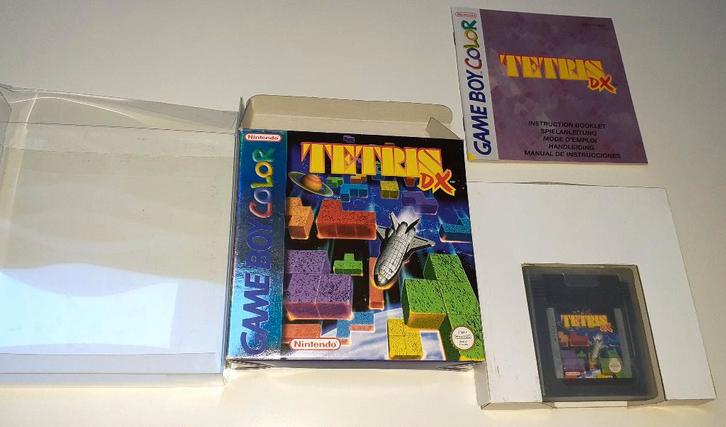 Nintendo
GAME BOY COLOR
TETRIS
DX
INSTRUCTION BOOKLET
SPIELANLEITUNG
MODE D'EMPLOI
HANDLEIDING
MANUAL DE INSTRUCCIONES
Nintendo
GAME BOY COLOR
TETRIS
DX
Nintendo
TETRIS
DX